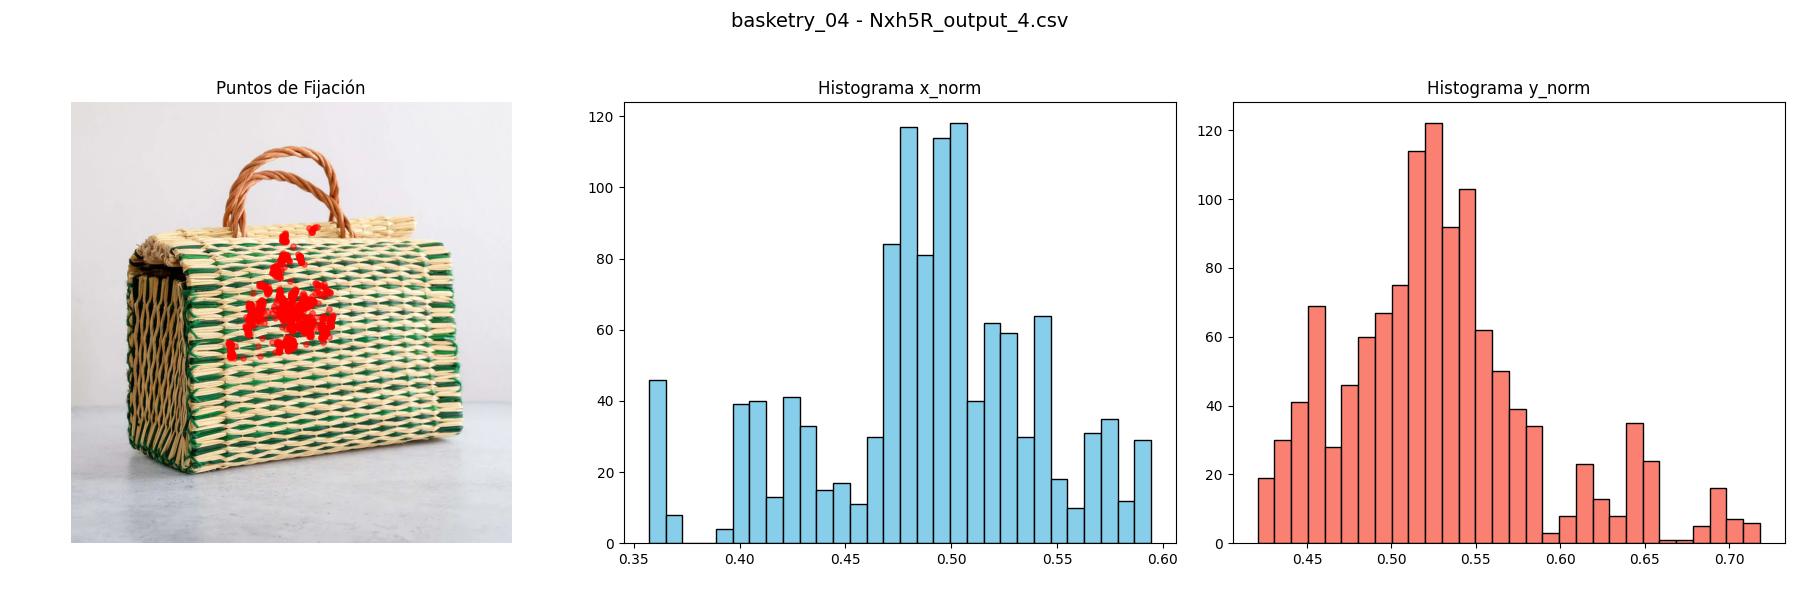 basketry_04 - Nxh5R_output_4.csv
Puntos de Fijación
Histograma x_norm
Histograma y_norm
120
100
80
60
40
20
0
0.35 0.40 0.45 0.50 0.55 0.60
120
100
80
60
40
20
0
0.45 0.50 0.55 0.60 0.65 0.70